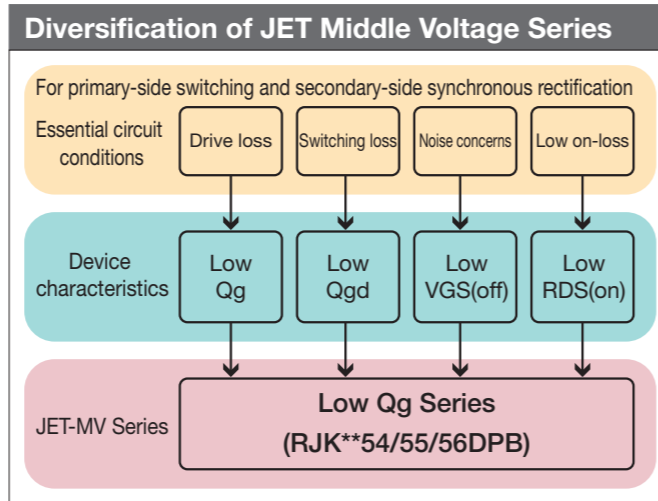 Diversification of JET Middle Voltage Series
For primary-side switching and secondary-side synchronous rectification
Essential circuit
conditions
Drive loss
Switching loss
Noise concerns
Low on-loss
Device
characteristics
Low
Qg
Low
Qgd
Low
VGS(off)
Low
RDS(on)
JET-MV Series
Low Qg Series
(RJK**54/55/56DPB)